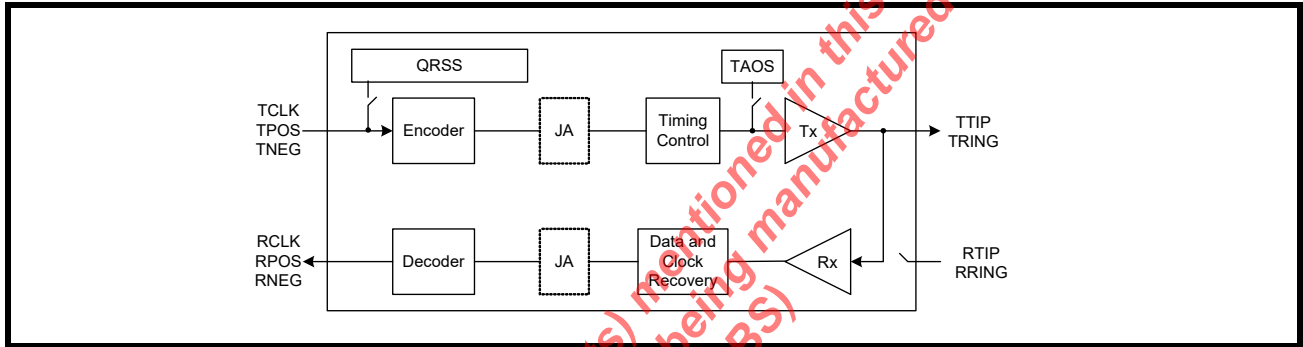 QRSS
TAOS
TCLK
TPOS
TNEG
Encoder
JA
Timing
Control
Tx
TTIP
TRING
RCLK
RPOS
RNEG
Decoder
JA
Data and
Clock
Recovery
Rx
RTIP
RRING
mentioned in this
being manufactured